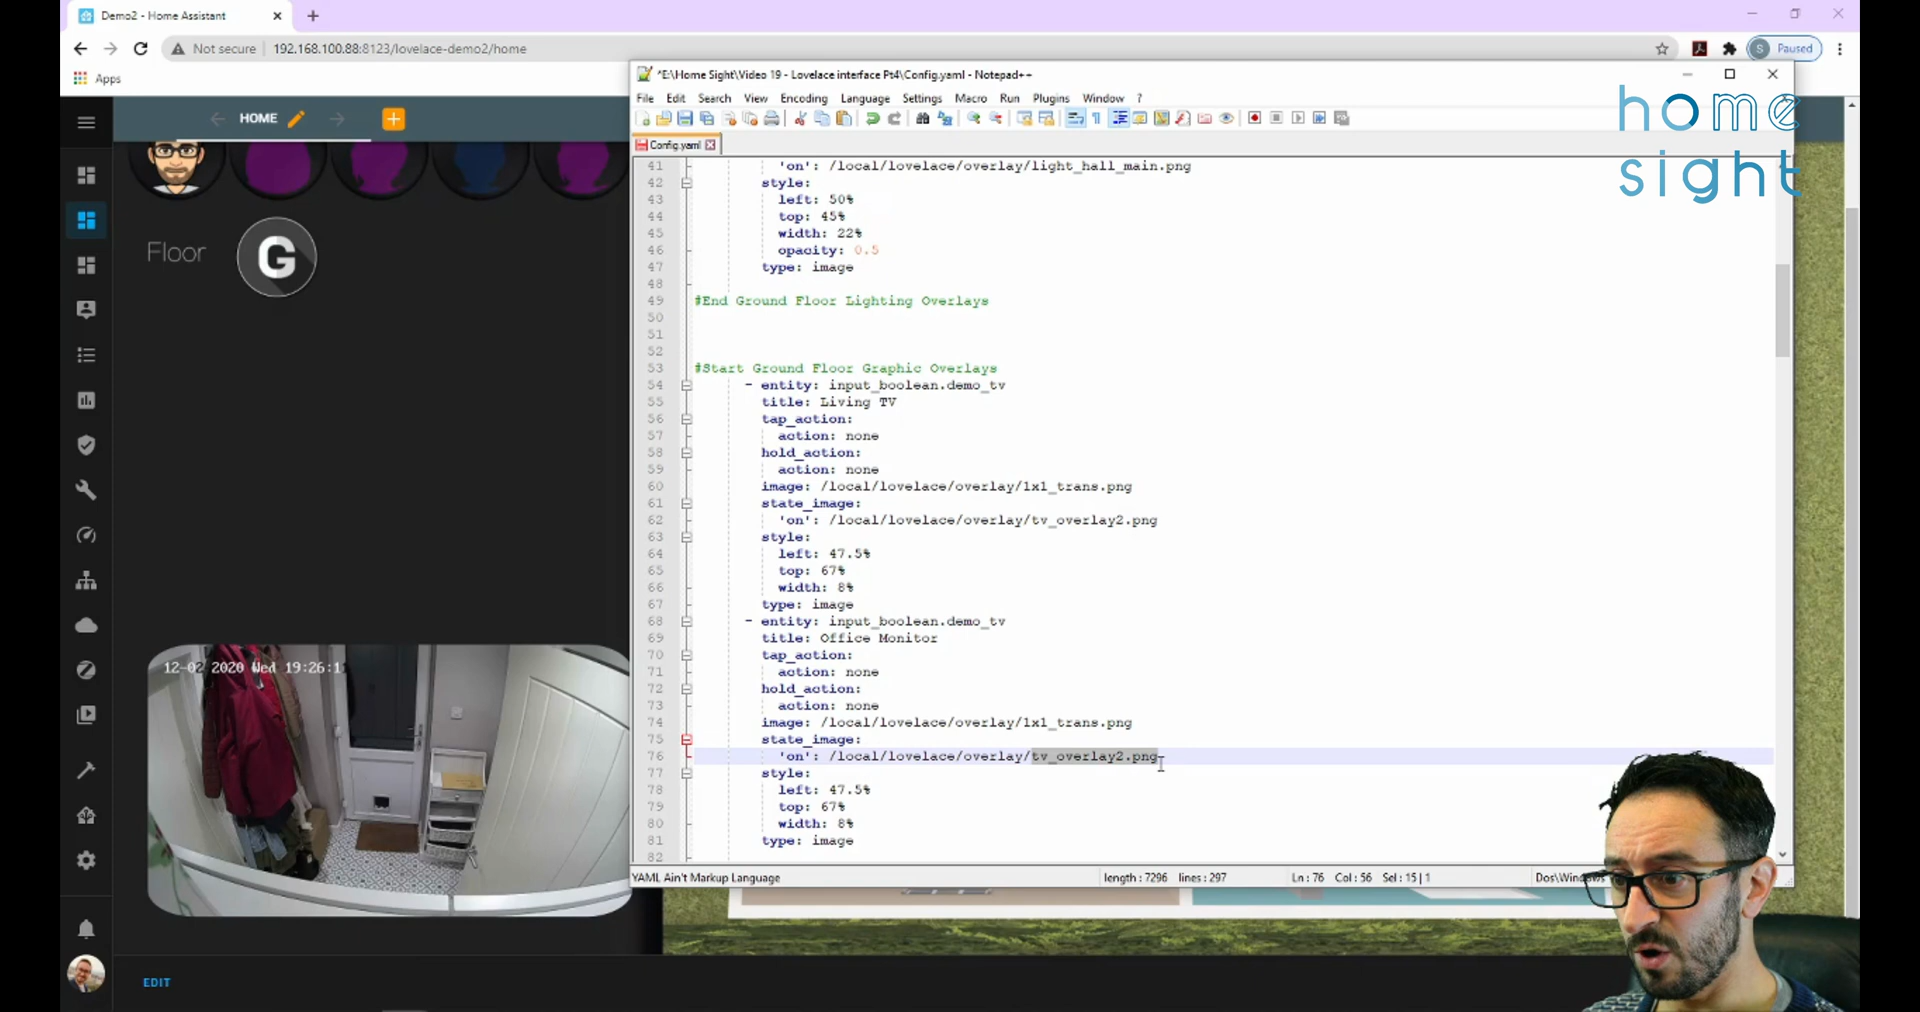 Demo2 - Home Assistant
Not secure
192.168.100.88:8123/lovelace-demo2/home
S
Paused
Apps
HOME
Floor
G
12-02 2020 Wed 19:26:1
EDIT
*E:\Home Sight\Video 19 - Lovelace interface Pt4\Config.yaml - Notepad++
File Edit Search View Encoding Language Settings Macro Run Plugins Window ?
Config.yaml
home
sight
41 'on': /local/lovelace/overlay/light_hall_main.png
42 style:
43 left: 50%
44 top: 45%
45 width: 22%
46 opacity: 0.5
47 type: image
48
49 #End Ground Floor Lighting Overlays
50
51
52
53 #Start Ground Floor Graphic Overlays
54 - entity: input_boolean.demo_tv
55 title: Living TV
56 tap_action:
57 action: none
58 hold_action:
59 action: none
60 image: /local/lovelace/overlay/1x1_trans.png
61 state_image:
62 'on': /local/lovelace/overlay/tv_overlay2.png
63 style:
64 left: 47.5%
65 top: 67%
66 width: 8%
67 type: image
68 - entity: input_boolean.demo_tv
69 title: Office Monitor
70 tap_action:
71 action: none
72 hold_action:
73 action: none
74 image: /local/lovelace/overlay/1x1_trans.png
75 state_image:
76 'on': /local/lovelace/overlay/tv_overlay2.png
77 style:
78 left: 47.5%
79 top: 67%
80 width: 8%
81 type: image
82
YAML Ain't Markup Language
length : 7296 lines : 297
Ln : 76 Col : 56 Sel : 15 | 1